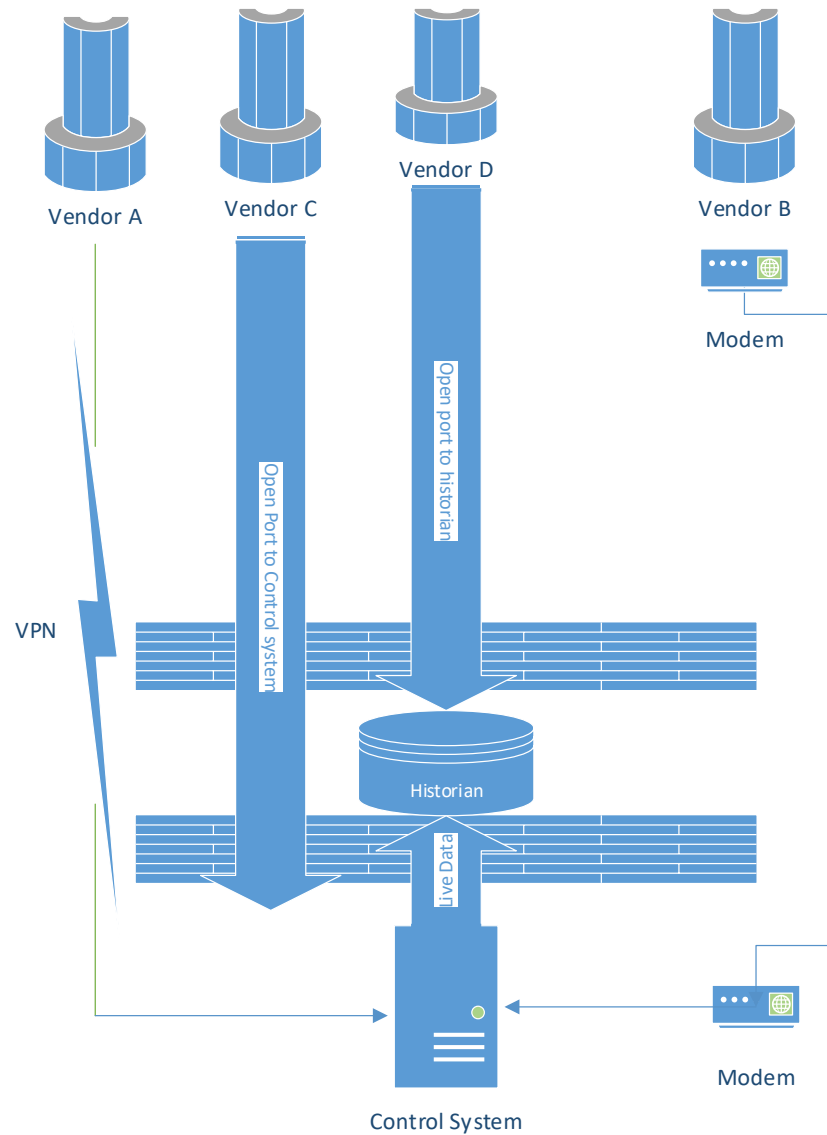 Vendor A
Vendor C
Vendor D
Vendor B
Modem
Open port to historian
Open Port to Control system
VPN
Historian
Live Data
Modem
Control System